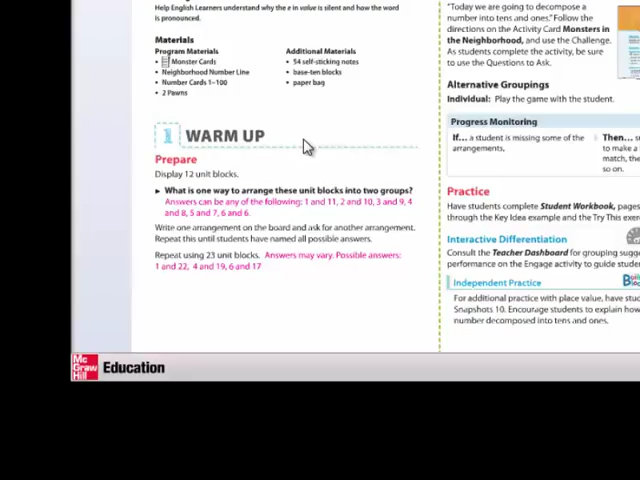 Help English Learners understand why the e in value is silent and how the word
is pronounced.
Materials
Program Materials
• Monster Cards
• Neighborhood Number Line
• Number Cards 1–100
• 2 Pawns
Additional Materials
• 54 self-sticking notes
• base-ten blocks
• paper bag
1 WARM UP
Prepare
Display 12 unit blocks.
► What is one way to arrange these unit blocks into two groups?
Answers can be any of the following: 1 and 11, 2 and 10, 3 and 9, 4
and 8, 5 and 7, 6 and 6.
Write one arrangement on the board and ask for another arrangement.
Repeat this until students have named all possible answers.
Repeat using 23 unit blocks. Answers may vary. Possible answers:
1 and 22, 4 and 19, 6 and 17
"Today we are going to decompose a
number into tens and ones." Follow the
directions on the Activity Card Monsters in
the Neighborhood, and use the Challenge.
As students complete the activity, be sure
to use the Questions to Ask.
Alternative Groupings
Individual: Play the game with the student.
Progress Monitoring
If... a student is missing some of the
arrangements,
Then...
to make a
match, the
so on.
Practice
Have students complete Student Workbook, pages
through the Key Idea example and the Try This
Interactive Differentiation
Consult the Teacher Dashboard for grouping
performance on the Engage activity to guide
Independent Practice
For additional practice with place value, have
Snapshots 10. Encourage students to explain how
number decomposed into tens and ones.
Mc
Graw
Hill
Education